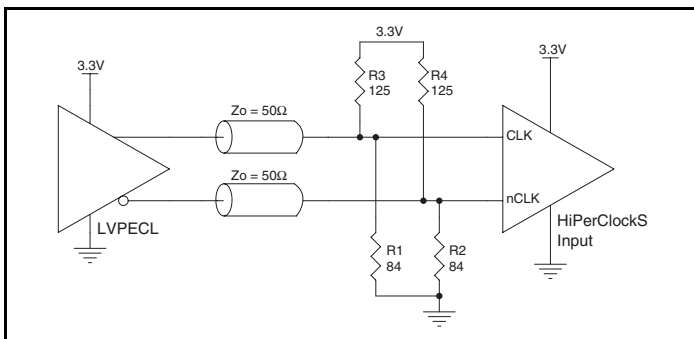 3.3V
3.3V
3.3V
R3
125
R4
125
Zo = 50Ω
CLK
Zo = 50Ω
nCLK
LVPECL
HiPerClockS
Input
R1
84
R2
84